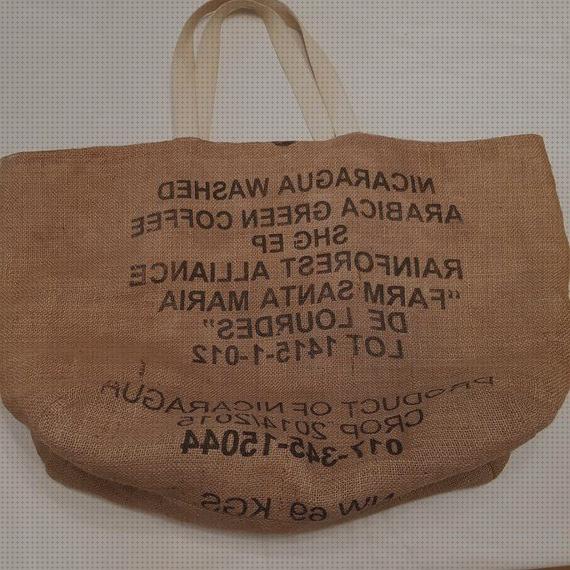 NICARAGUA WASHED
ARABICA GREEN COFFEE
SHG EP
RAINFOREST ALLIANCE
“FARM SANTA MARIA
DE LOURDES”
LOT 1415-1-012
PRODUCT OF NICARAGUA
CROP 2014/2015
017-345-15044
NW 69 KGS